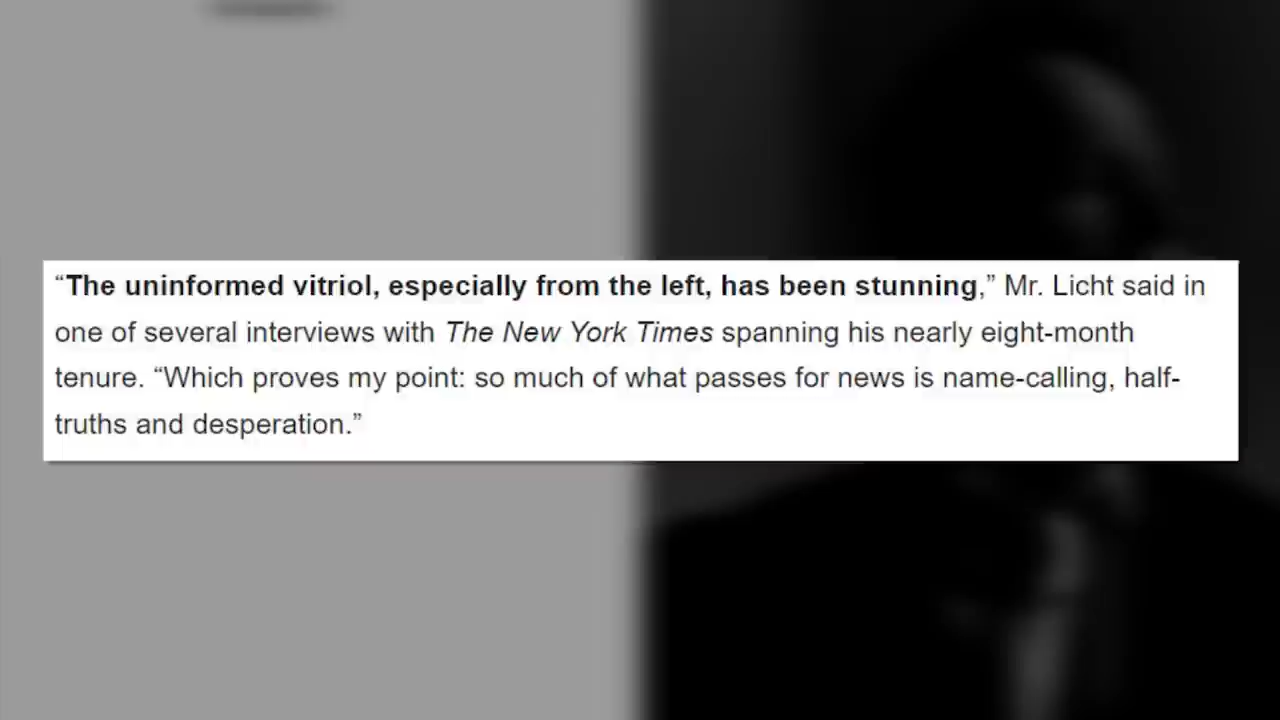 “The uninformed vitriol, especially from the left, has been stunning,” Mr. Licht said in
one of several interviews with The New York Times spanning his nearly eight-month
tenure. “Which proves my point: so much of what passes for news is name-calling, half-
truths and desperation.”